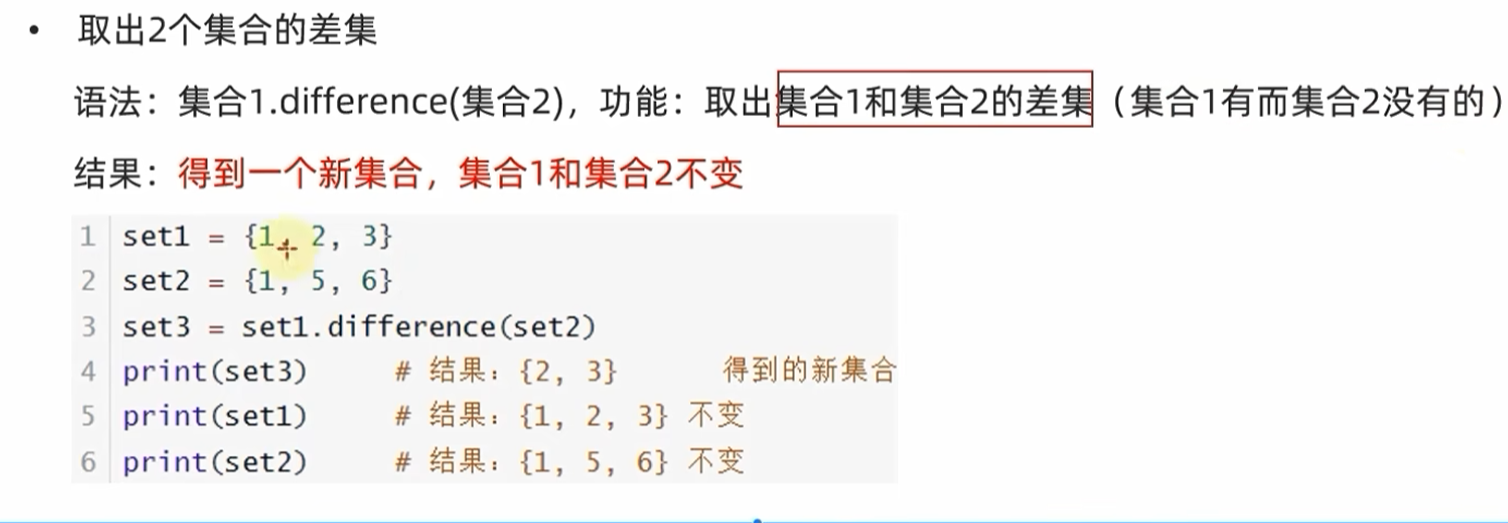 • 取出2个集合的差集
语法：集合1.difference(集合2)，功能：取出集合1和集合2的差集（集合1有而集合2没有的）
结果：得到一个新集合，集合1和集合2不变
1 set1 = {1, 2, 3}
2 set2 = {1, 5, 6}
3 set3 = set1.difference(set2)
4 print(set3) # 结果：{2, 3} 得到的新集合
5 print(set1) # 结果：{1, 2, 3} 不变
6 print(set2) # 结果：{1, 5, 6} 不变